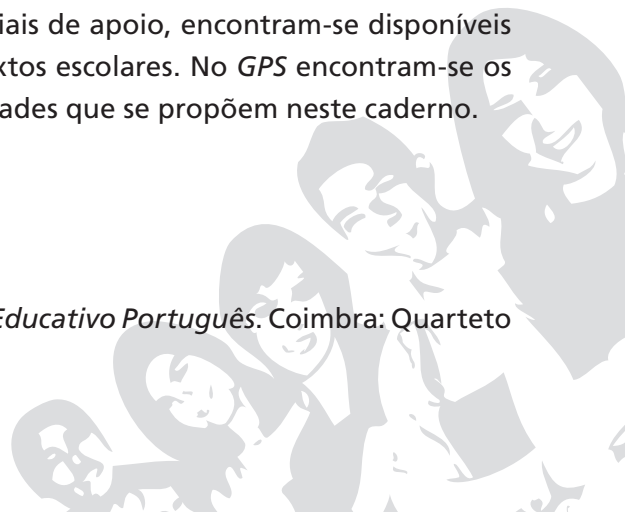 iais de apoio, encontram-se disponíveis
xtos escolares. No GPS encontram-se os
ades que se propõem neste caderno.
Educativo Português. Coimbra: Quarteto